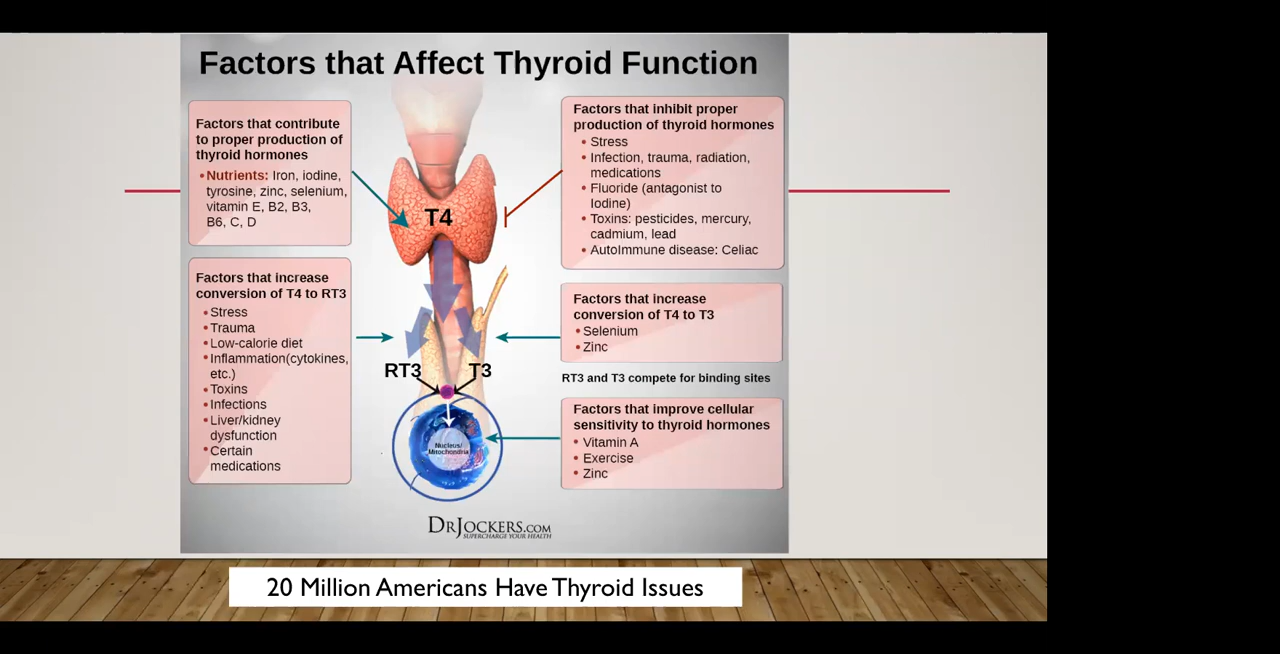 Factors that Affect Thyroid Function
Factors that contribute
to proper production of
thyroid hormones
• Nutrients: Iron, iodine,
tyrosine, zinc, selenium,
vitamin E, B2, B3,
B6, C, D
Factors that increase
conversion of T4 to RT3
• Stress
• Trauma
• Low-calorie diet
• Inflammation(cytokines,
etc.)
• Toxins
• Infections
• Liver/kidney
dysfunction
• Certain
medications
T4
RT3
T3
Nucleus/
Mitochondria
Factors that inhibit proper
production of thyroid hormones
• Stress
• Infection, trauma, radiation,
medications
• Fluoride (antagonist to
Iodine)
• Toxins: pesticides, mercury,
cadmium, lead
• AutoImmune disease: Celiac
Factors that increase
conversion of T4 to T3
• Selenium
• Zinc
RT3 and T3 compete for binding sites
Factors that improve cellular
sensitivity to thyroid hormones
• Vitamin A
• Exercise
• Zinc
DRJOCKERS.COM
SUPERCHARGE YOUR HEALTH
20 Million Americans Have Thyroid Issues